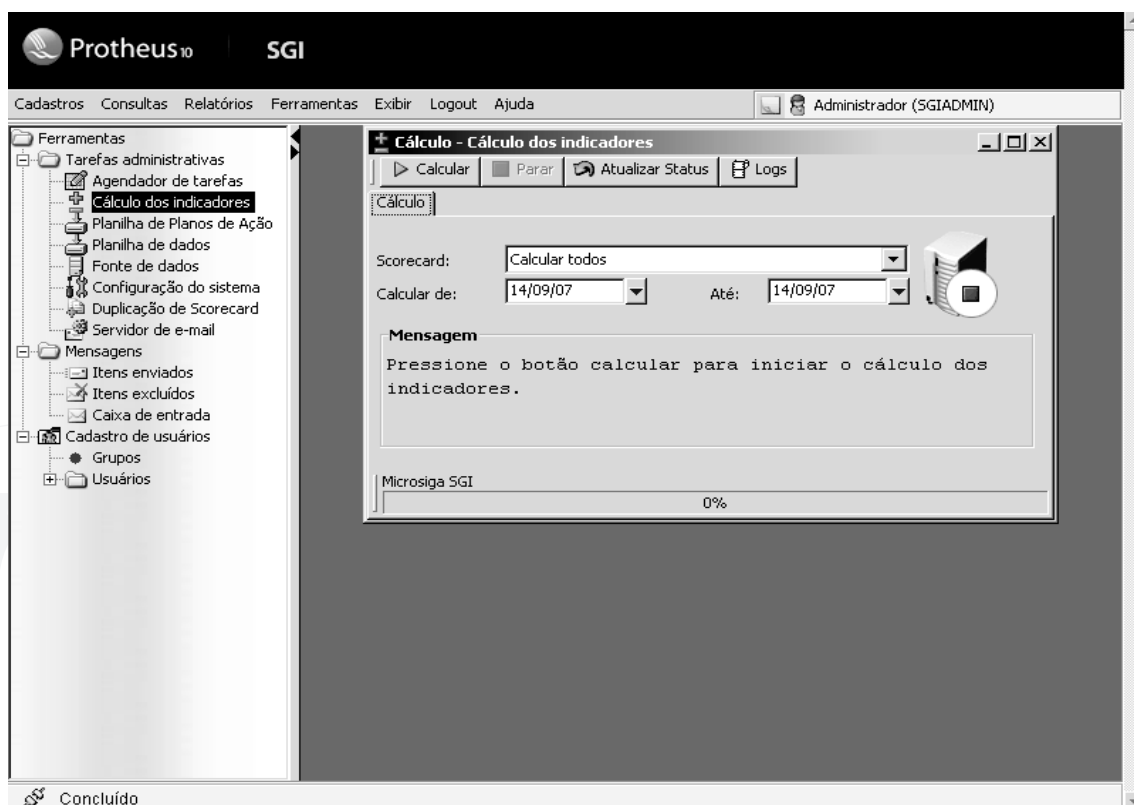 Protheus 10 SGI
Cadastros Consultas Relatórios Ferramentas Exibir Logout Ajuda Administrador (SGIADMIN)
Ferramentas
Tarefas administrativas
Agendador de tarefas
Cálculo dos indicadores
Planilha de Planos de Ação
Planilha de dados
Fonte de dados
Configuração do sistema
Duplicação de Scorecard
Servidor de e-mail
Mensagens
Itens enviados
Itens excluídos
Caixa de entrada
Cadastro de usuários
Grupos
Usuários
Cálculo - Cálculo dos indicadores
Calcular Parar Atualizar Status Logs
Cálculo
Scorecard: Calcular todos
Calcular de: 14/09/07 Até: 14/09/07
Mensagem
Pressione o botão calcular para iniciar o cálculo dos
indicadores.
Microsiga SGI
0%
Concluído